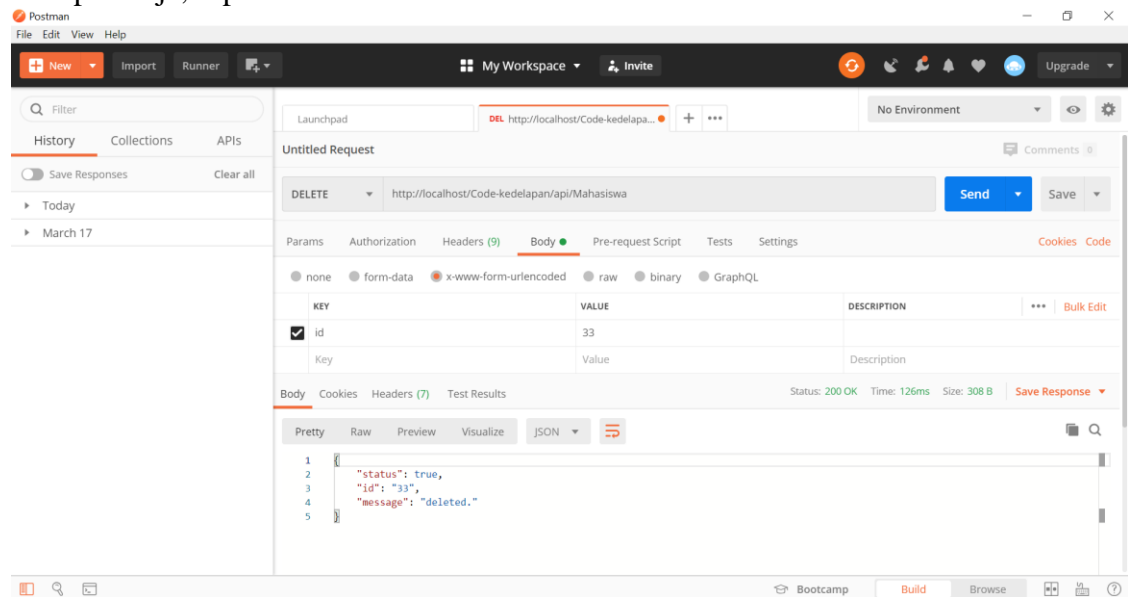 Postman
File Edit View Help
New Import Runner My Workspace Invite Upgrade
Filter
History Collections APIs
Save Responses Clear all
Today
March 17
Launchpad DEL http://localhost/Code-kedelapa... No Environment
Untitled Request Comments 0
DELETE http://localhost/Code-kedelapan/api/Mahasiswa Send Save
Params Authorization Headers (9) Body Pre-request Script Tests Settings Cookies Code
none form-data x-www-form-urlencoded raw binary GraphQL
KEY VALUE DESCRIPTION Bulk Edit
id 33
Key Value Description
Body Cookies Headers (7) Test Results Status: 200 OK Time: 126ms Size: 308 B Save Response
Pretty Raw Preview Visualize JSON
1 {
2 "status": true,
3 "id": "33",
4 "message": "deleted."
5 }
Bootcamp Build Browse